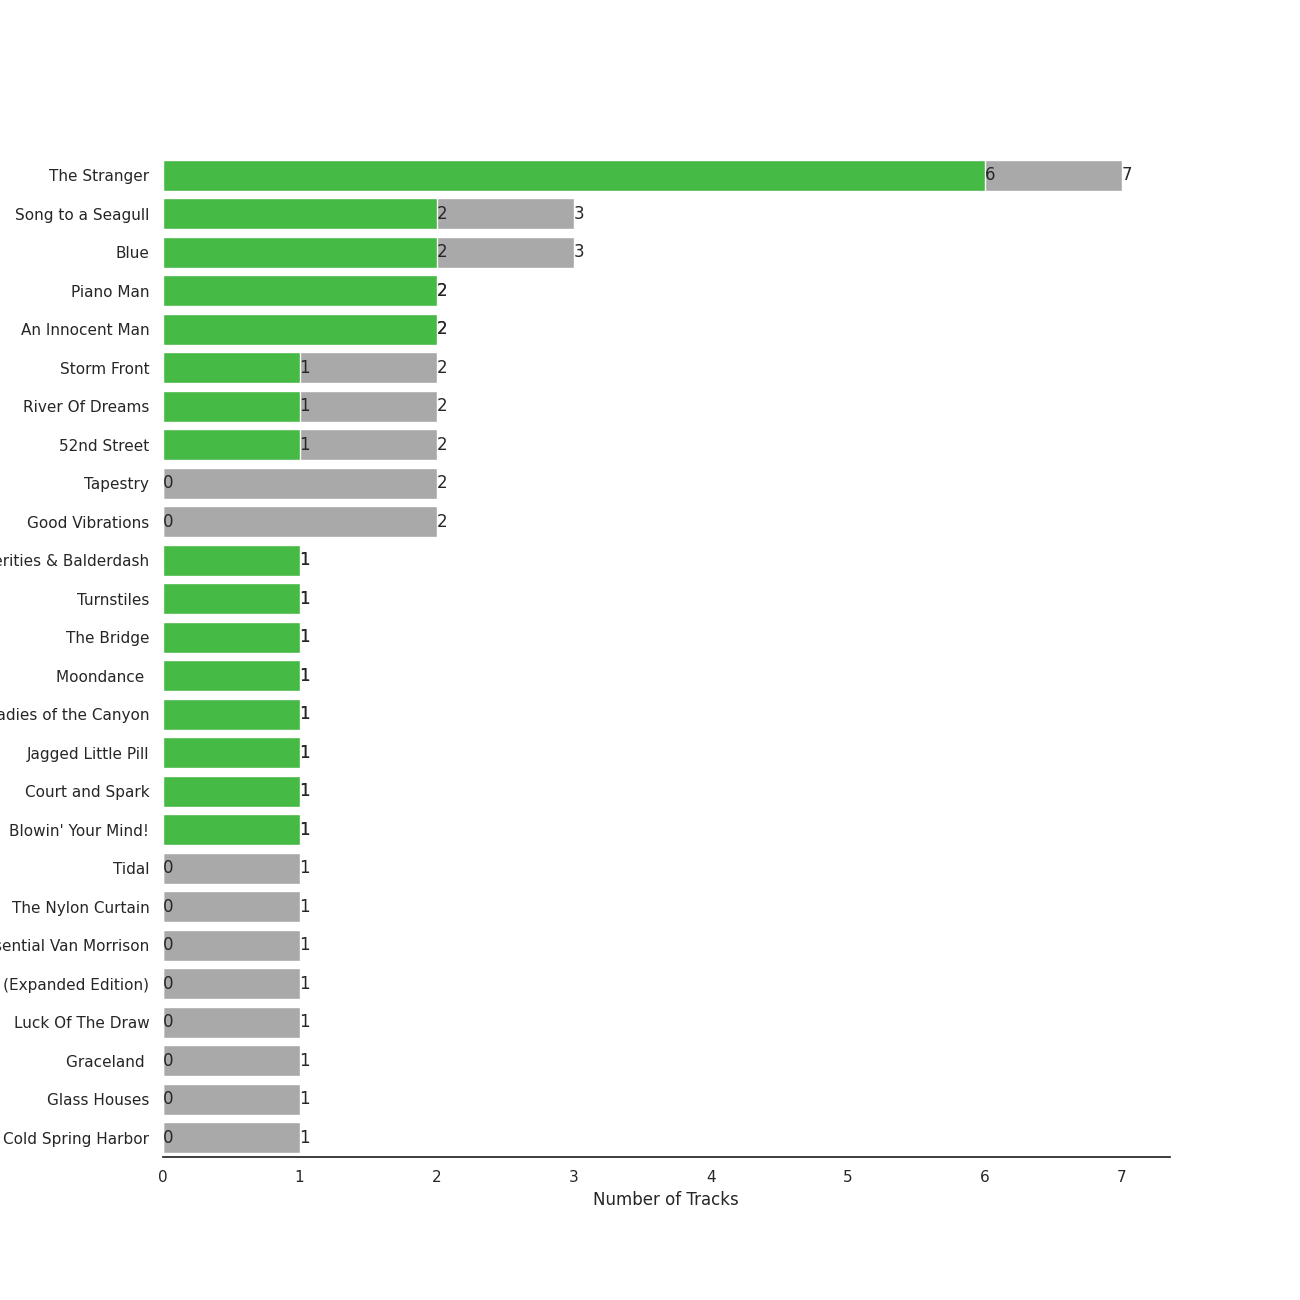 The Stranger 6 7
Song to a Seagull 2 3
Blue 2 3
Piano Man 2
An Innocent Man 2
Storm Front 1 2
River Of Dreams 1 2
52nd Street 1 2
Tapestry 0 2
Good Vibrations 0 2
erities & Balderdash 1
Turnstiles 1
The Bridge 1
Moondance 1
adies of the Canyon 1
Jagged Little Pill 1
Court and Spark 1
Blowin' Your Mind! 1
Tidal 0 1
The Nylon Curtain 0 1
sential Van Morrison 0 1
(Expanded Edition) 0 1
Luck Of The Draw 0 1
Graceland 0 1
Glass Houses 0 1
Cold Spring Harbor 0 1
0 1 2 3 4 5 6 7
Number of Tracks